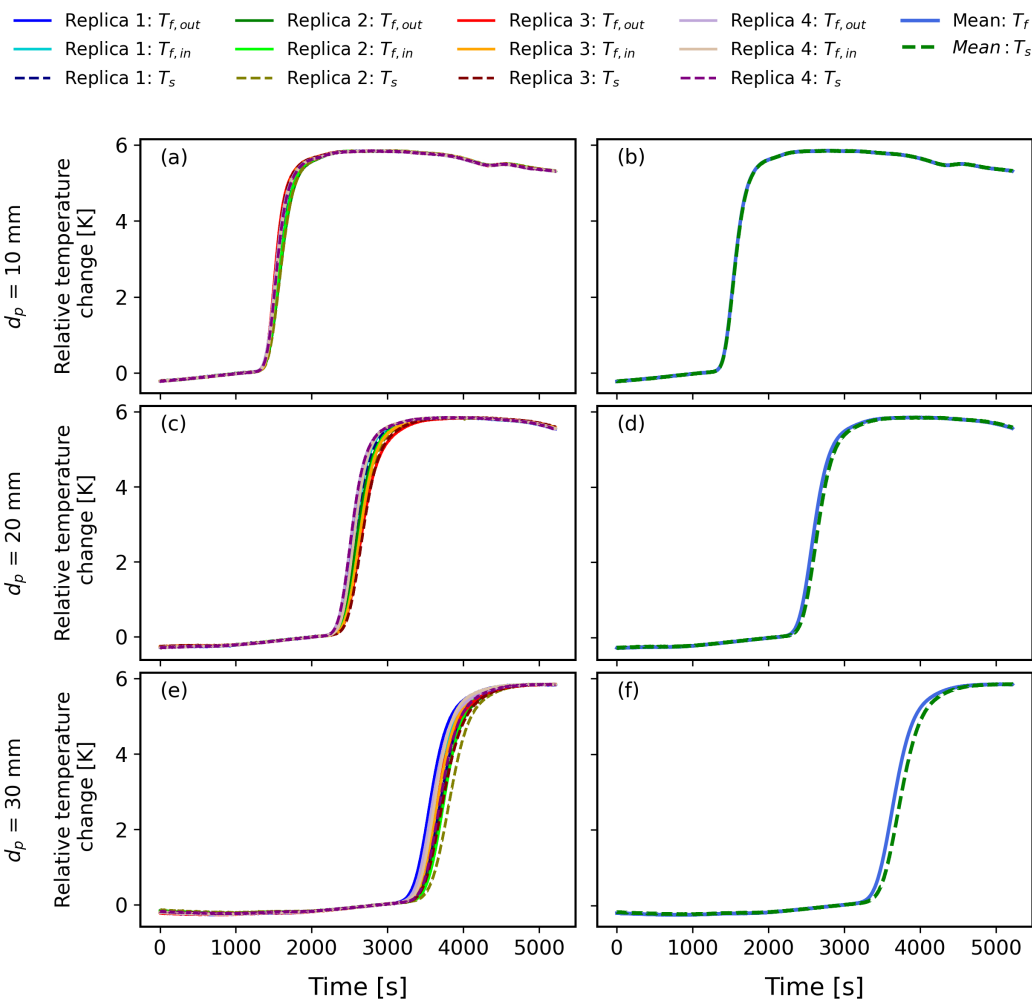 Replica 1: T_{f,out} Replica 2: T_{f,out} Replica 3: T_{f,out} Replica 4: T_{f,out} Mean: T_f
Replica 1: T_{f,in} Replica 2: T_{f,in} Replica 3: T_{f,in} Replica 4: T_{f,in} Mean: T_s
Replica 1: T_s Replica 2: T_s Replica 3: T_s Replica 4: T_s
d_p = 10 mm
Relative temperature
change [K]
6
4
2
0
(a)
(b)
d_p = 20 mm
Relative temperature
change [K]
6
4
2
0
(c)
(d)
d_p = 30 mm
Relative temperature
change [K]
6
4
2
0
(e)
(f)
0 1000 2000 3000 4000 5000
0 1000 2000 3000 4000 5000
Time [s]
Time [s]